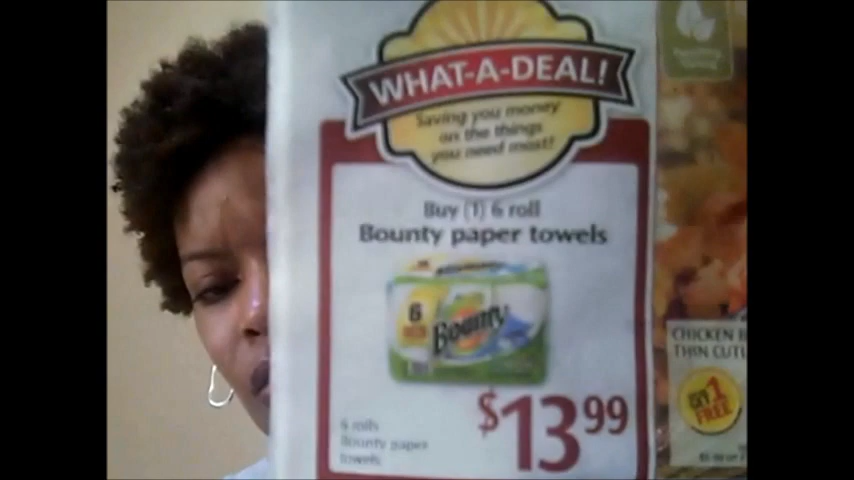 WHAT-A-DEAL!
Saving you money
on the things
you need most!
Buy (1) 6 roll
Bounty paper towels
6
Bounty
$13.99
6 rolls
Bounty paper
towels
CHICKEN
THIN CUTL
BUY 1
FREE